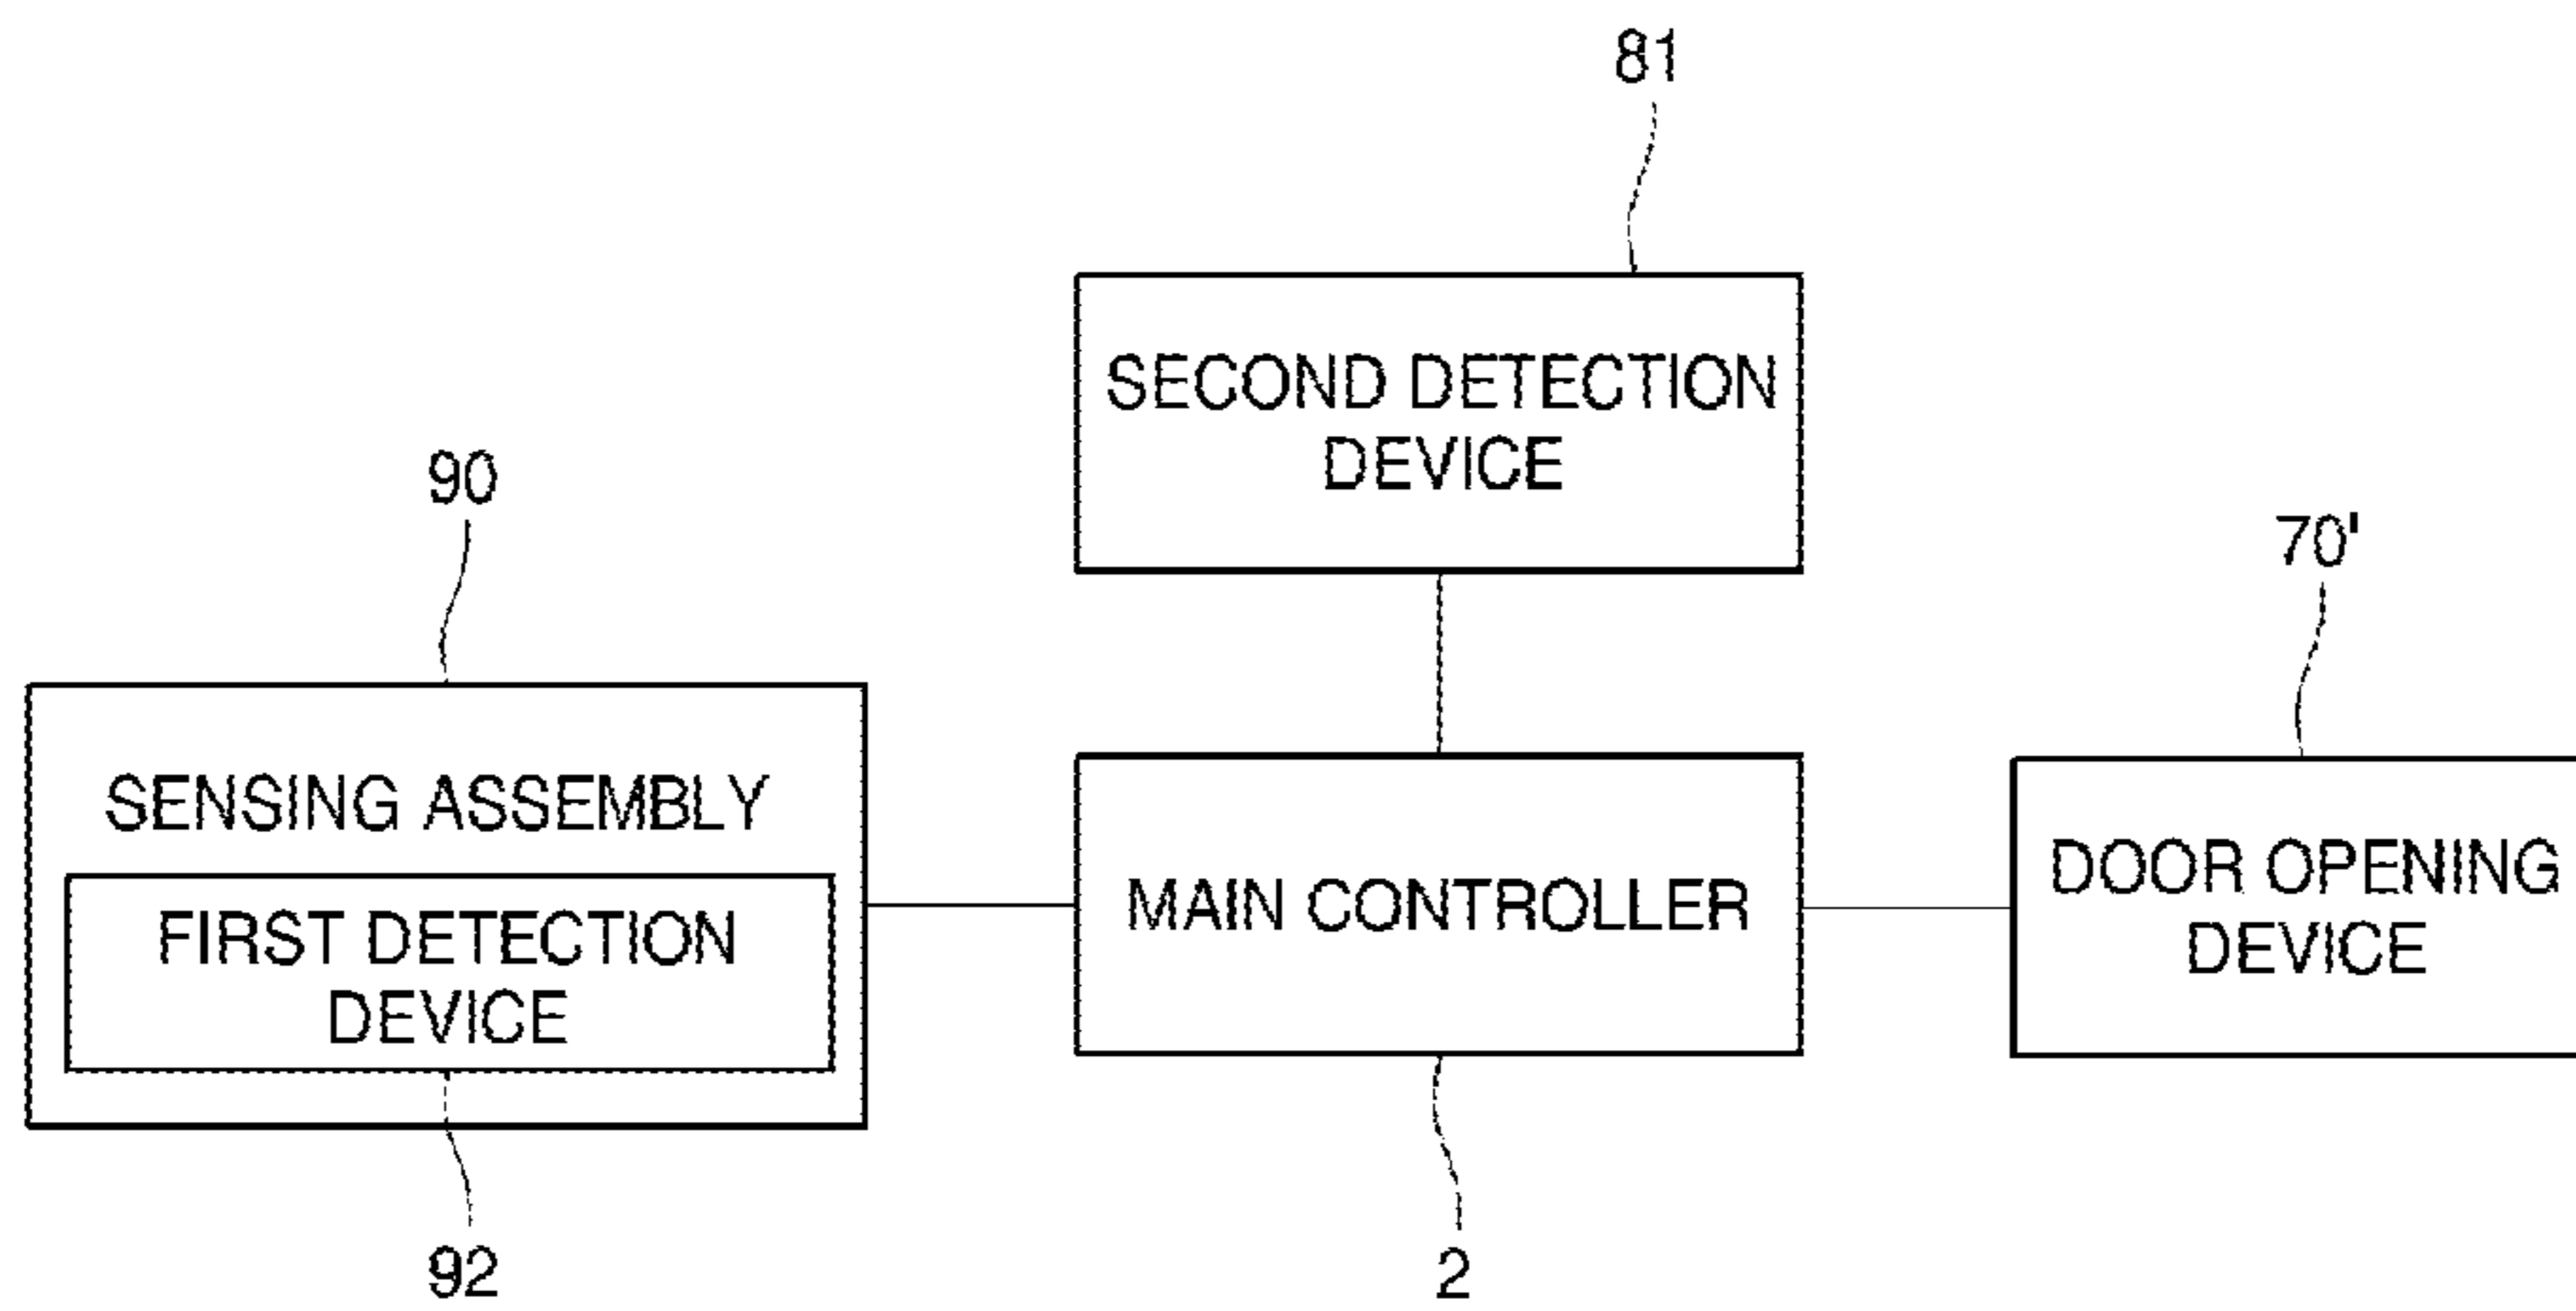 81
SECOND DETECTION
DEVICE
90
70'
SENSING ASSEMBLY
FIRST DETECTION
DEVICE
MAIN CONTROLLER
DOOR OPENING
DEVICE
92
2